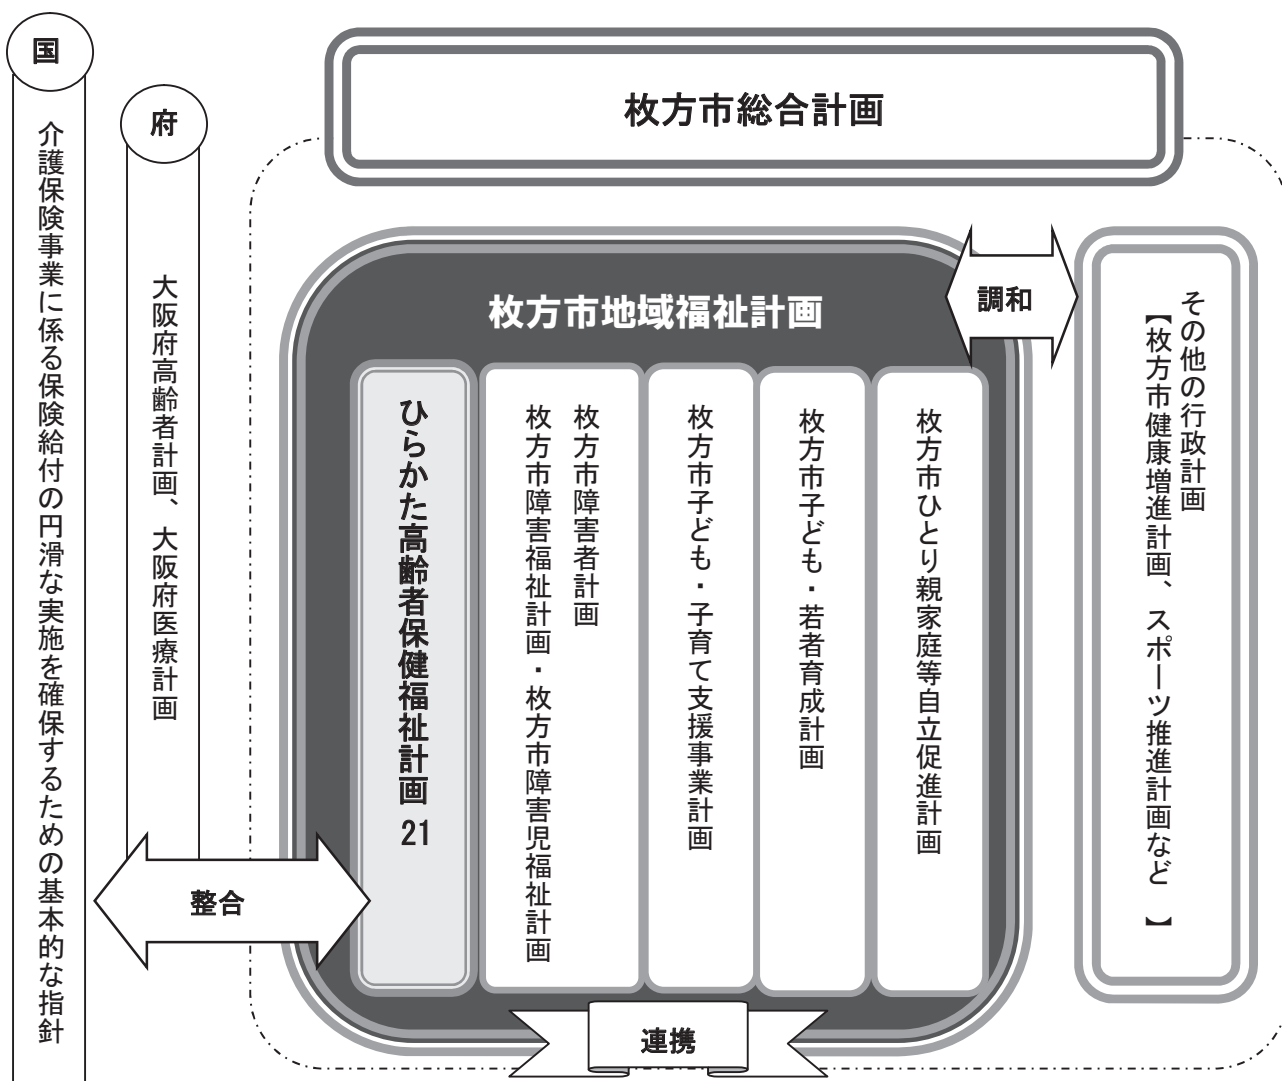 国
介護保険事業に係る保険給付の円滑な実施を確保するための基本的な指針
府
大阪府高齢者計画、大阪府医療計画
枚方市総合計画
枚方市地域福祉計画
調和
その他の行政計画
【枚方市健康増進計画、スポーツ推進計画など　】
枚方市ひとり親家庭等自立促進計画
枚方市子ども・若者育成計画
枚方市子ども・子育て支援事業計画
枚方市障害者計画
枚方市障害福祉計画・枚方市障害児福祉計画
ひらかた高齢者保健福祉計画 21
整合
連携